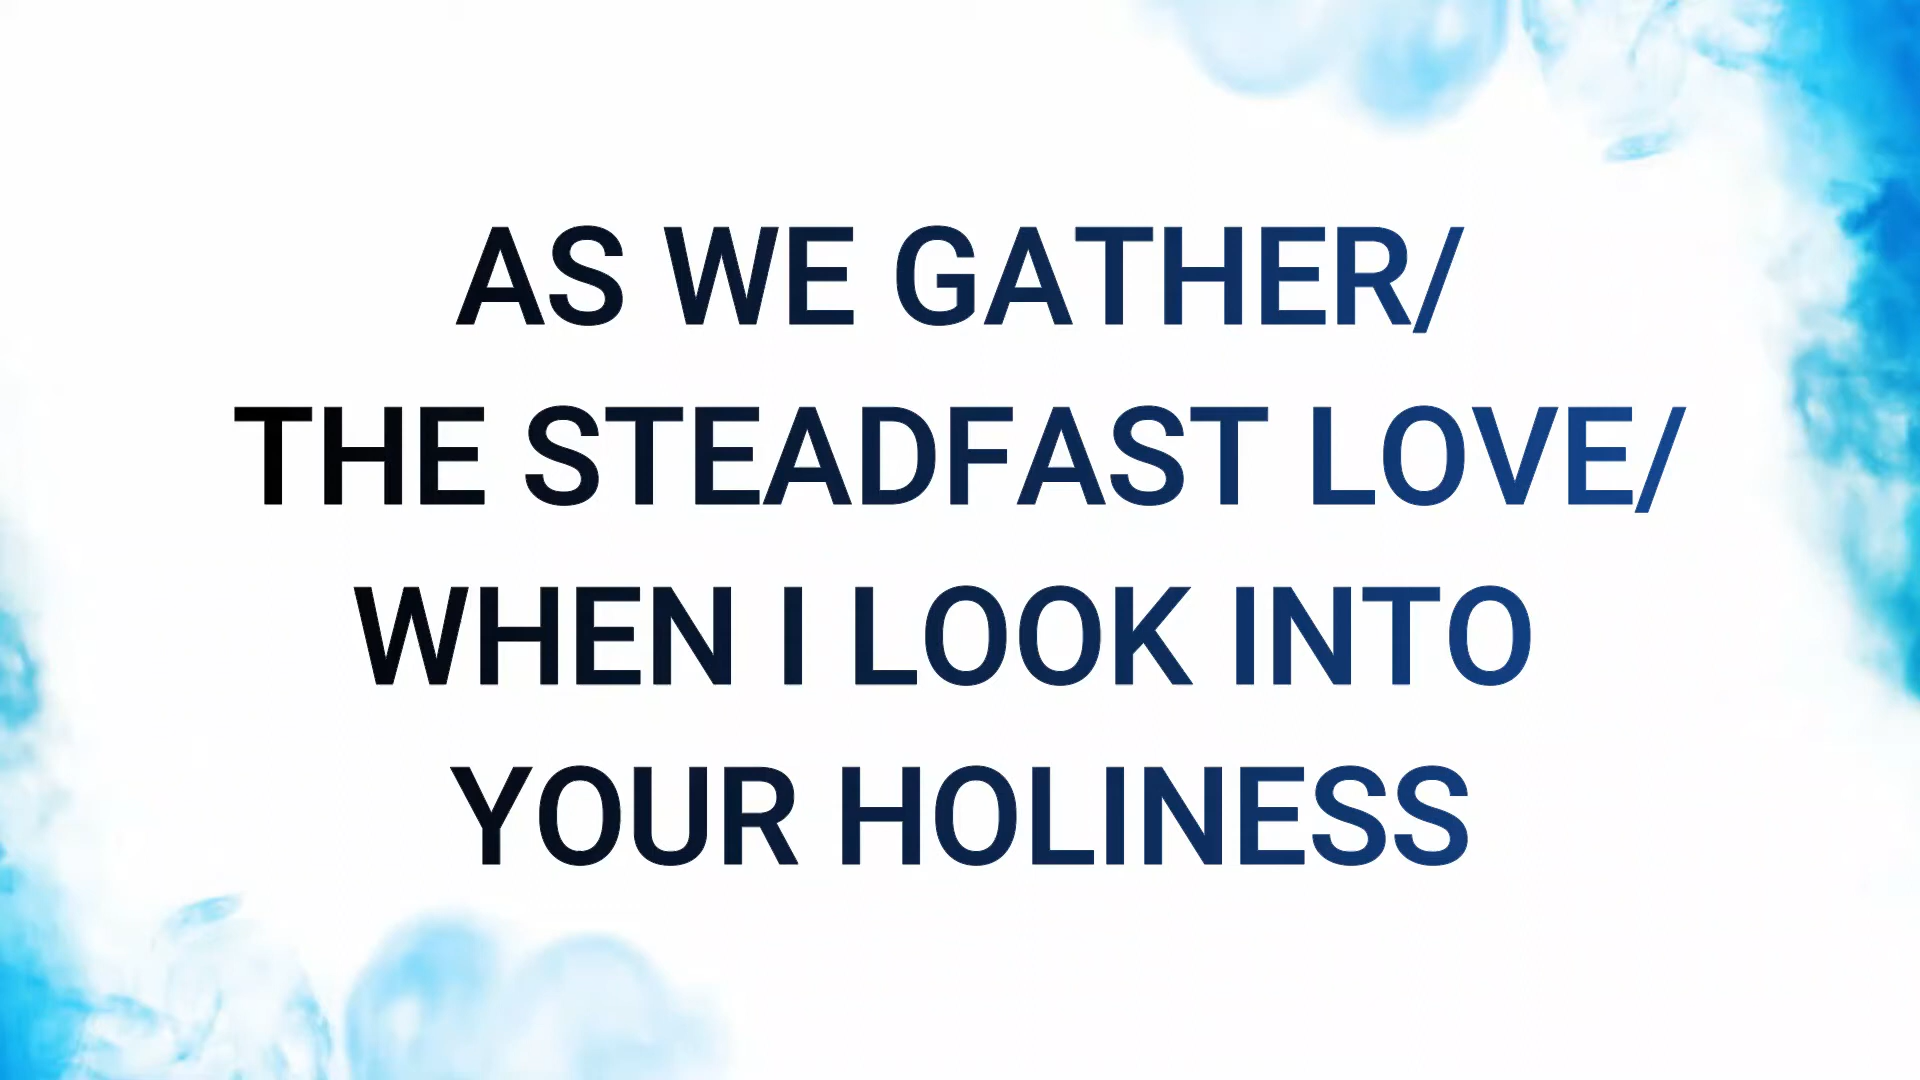 AS WE GATHER/
THE STEADFAST LOVE/
WHEN I LOOK INTO
YOUR HOLINESS